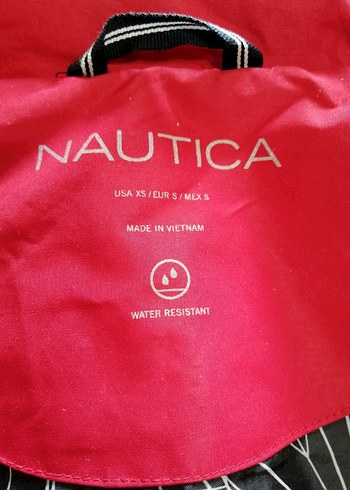 NAUTICA
USA XS / EUR S / MEX S
MADE IN VIETNAM
WATER RESISTANT